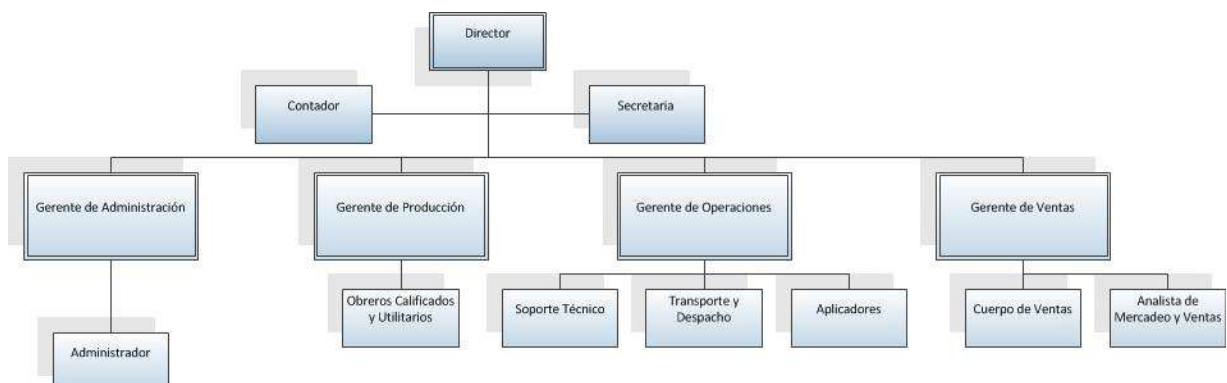 Director
Contador
Secretaria
Gerente de Administración
Gerente de Producción
Gerente de Operaciones
Gerente de Ventas
Obreros Calificados
y Utilitarios
Soporte Técnico
Transporte y
Despacho
Aplicadores
Cuerpo de Ventas
Analista de
Mercadeo y Ventas
Administrador